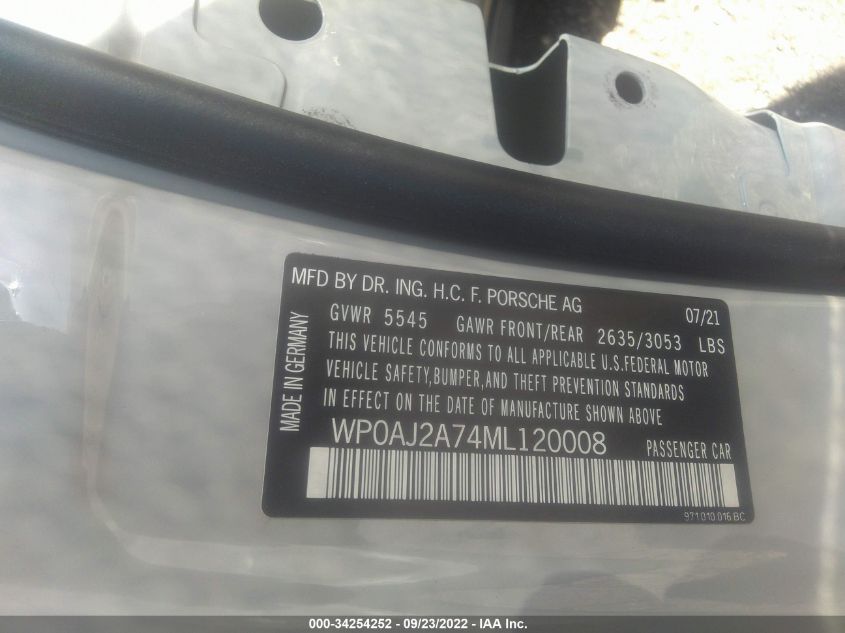 MFD BY DR. ING. H.C. F. PORSCHE AG 07/21
GVWR 5545 GAWR FRONT/REAR 2635/3053 LBS
THIS VEHICLE CONFORMS TO ALL APPLICABLE U.S.FEDERAL MOTOR
VEHICLE SAFETY,BUMPER,AND THEFT PREVENTION STANDARDS
IN EFFECT ON THE DATE OF MANUFACTURE SHOWN ABOVE
MADE IN GERMANY
WP0AJ2A74ML120008 PASSENGER CAR
971.010.016.BC
000-34254252 - 09/23/2022 - IAA Inc.